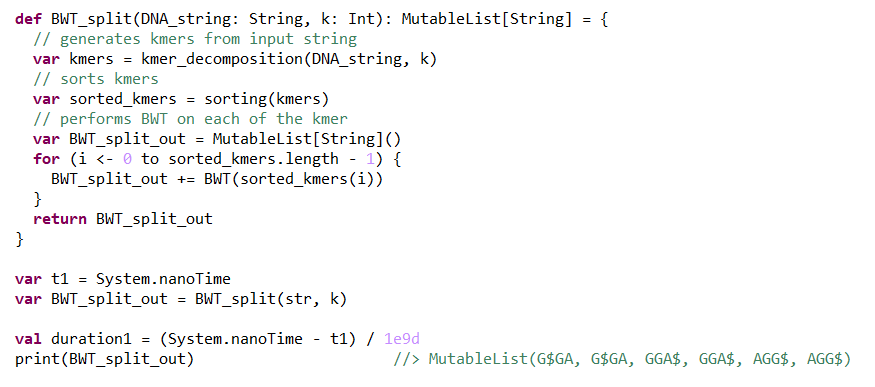 def BWT_split(DNA_string: String, k: Int): MutableList[String] = {
  // generates kmers from input string
  var kmers = kmer_decomposition(DNA_string, k)
  // sorts kmers
  var sorted_kmers = sorting(kmers)
  // performs BWT on each of the kmer
  var BWT_split_out = MutableList[String]()
  for (i <- 0 to sorted_kmers.length - 1) {
    BWT_split_out += BWT(sorted_kmers(i))
  }
  return BWT_split_out
}

var t1 = System.nanoTime
var BWT_split_out = BWT_split(str, k)

val duration1 = (System.nanoTime - t1) / 1e9d
print(BWT_split_out)                      //> MutableList(G$GA, G$GA, GGA$, GGA$, AGG$, AGG$)